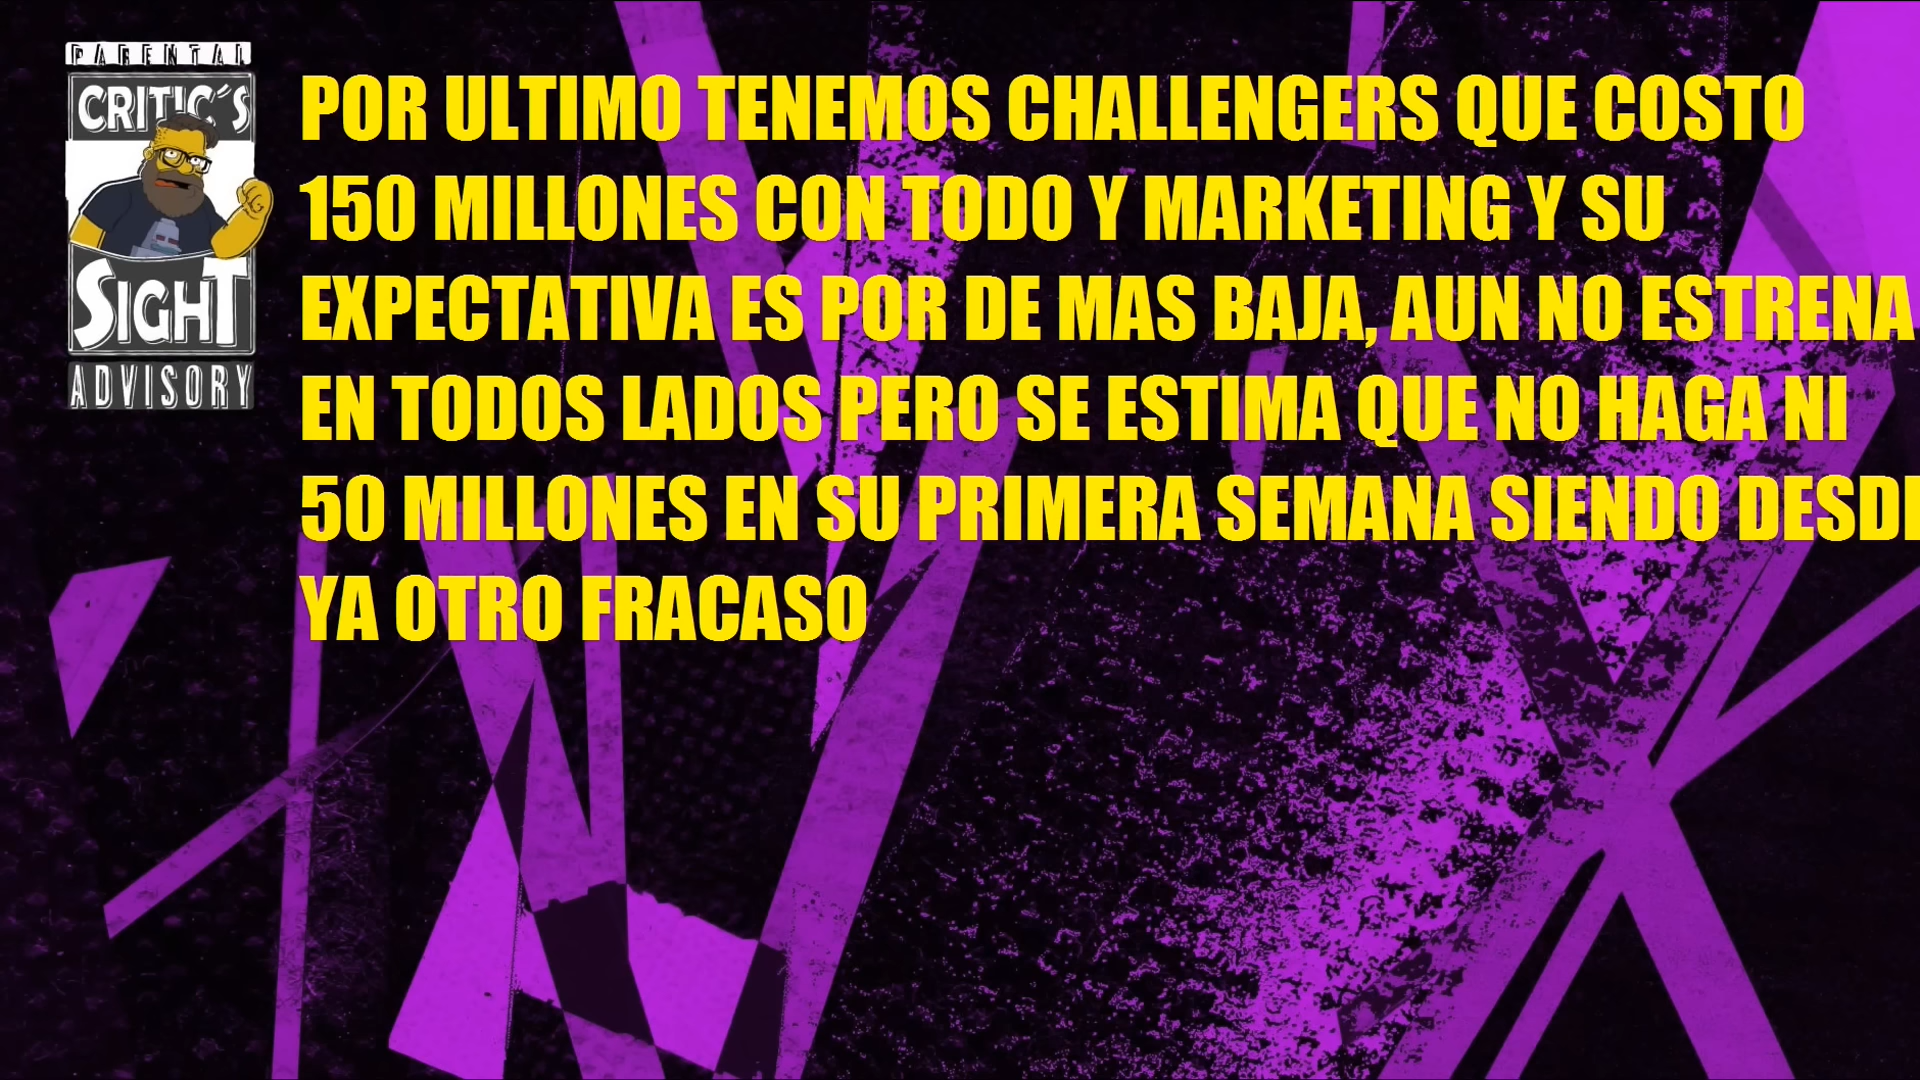 PARENTAL
CRITIC´S
SIGHT
ADVISORY
POR ULTIMO TENEMOS CHALLENGERS QUE COSTO
150 MILLONES CON TODO Y MARKETING Y SU
EXPECTATIVA ES POR DE MAS BAJA, AUN NO ESTRENA
EN TODOS LADOS PERO SE ESTIMA QUE NO HAGA NI
50 MILLONES EN SU PRIMERA SEMANA SIENDO DESDE
YA OTRO FRACASO